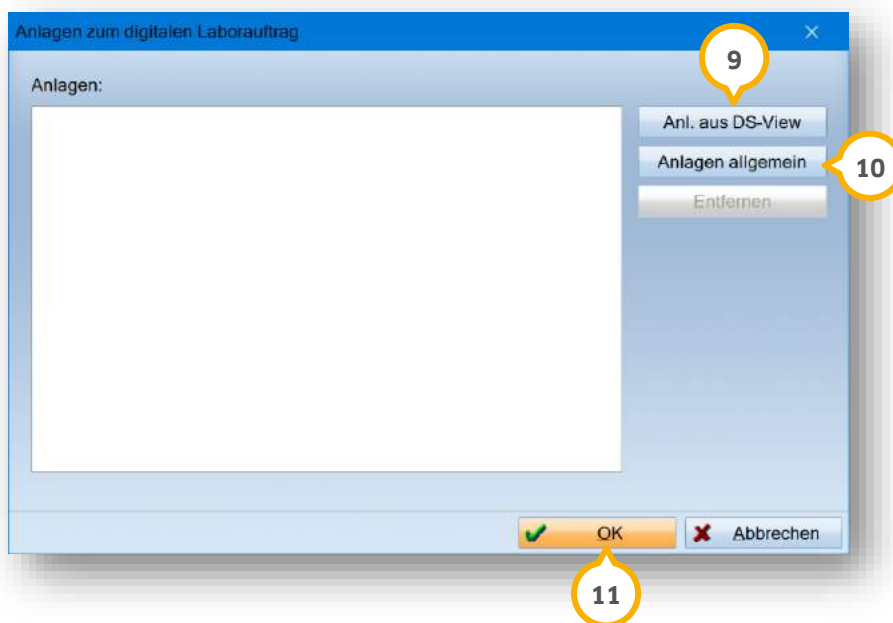 Anlagen zum digitalen Laborauftrag
9
Anlagen:
Anl. aus DS-View
Anlagen allgemein
10
Entfernen
OK
Abbrechen
11